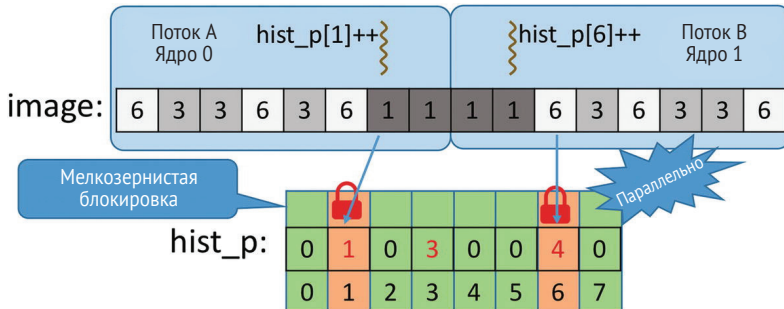 Поток А
Ядро 0
hist_p[1]++
hist_p[6]++
Поток В
Ядро 1
image: 6 3 3 6 3 6 1 1 1 1 6 3 6 3 3 6
Мелкозернистая
блокировка
Параллельно
hist_p: 0 1 0 3 0 0 4 0
0 1 2 3 4 5 6 7